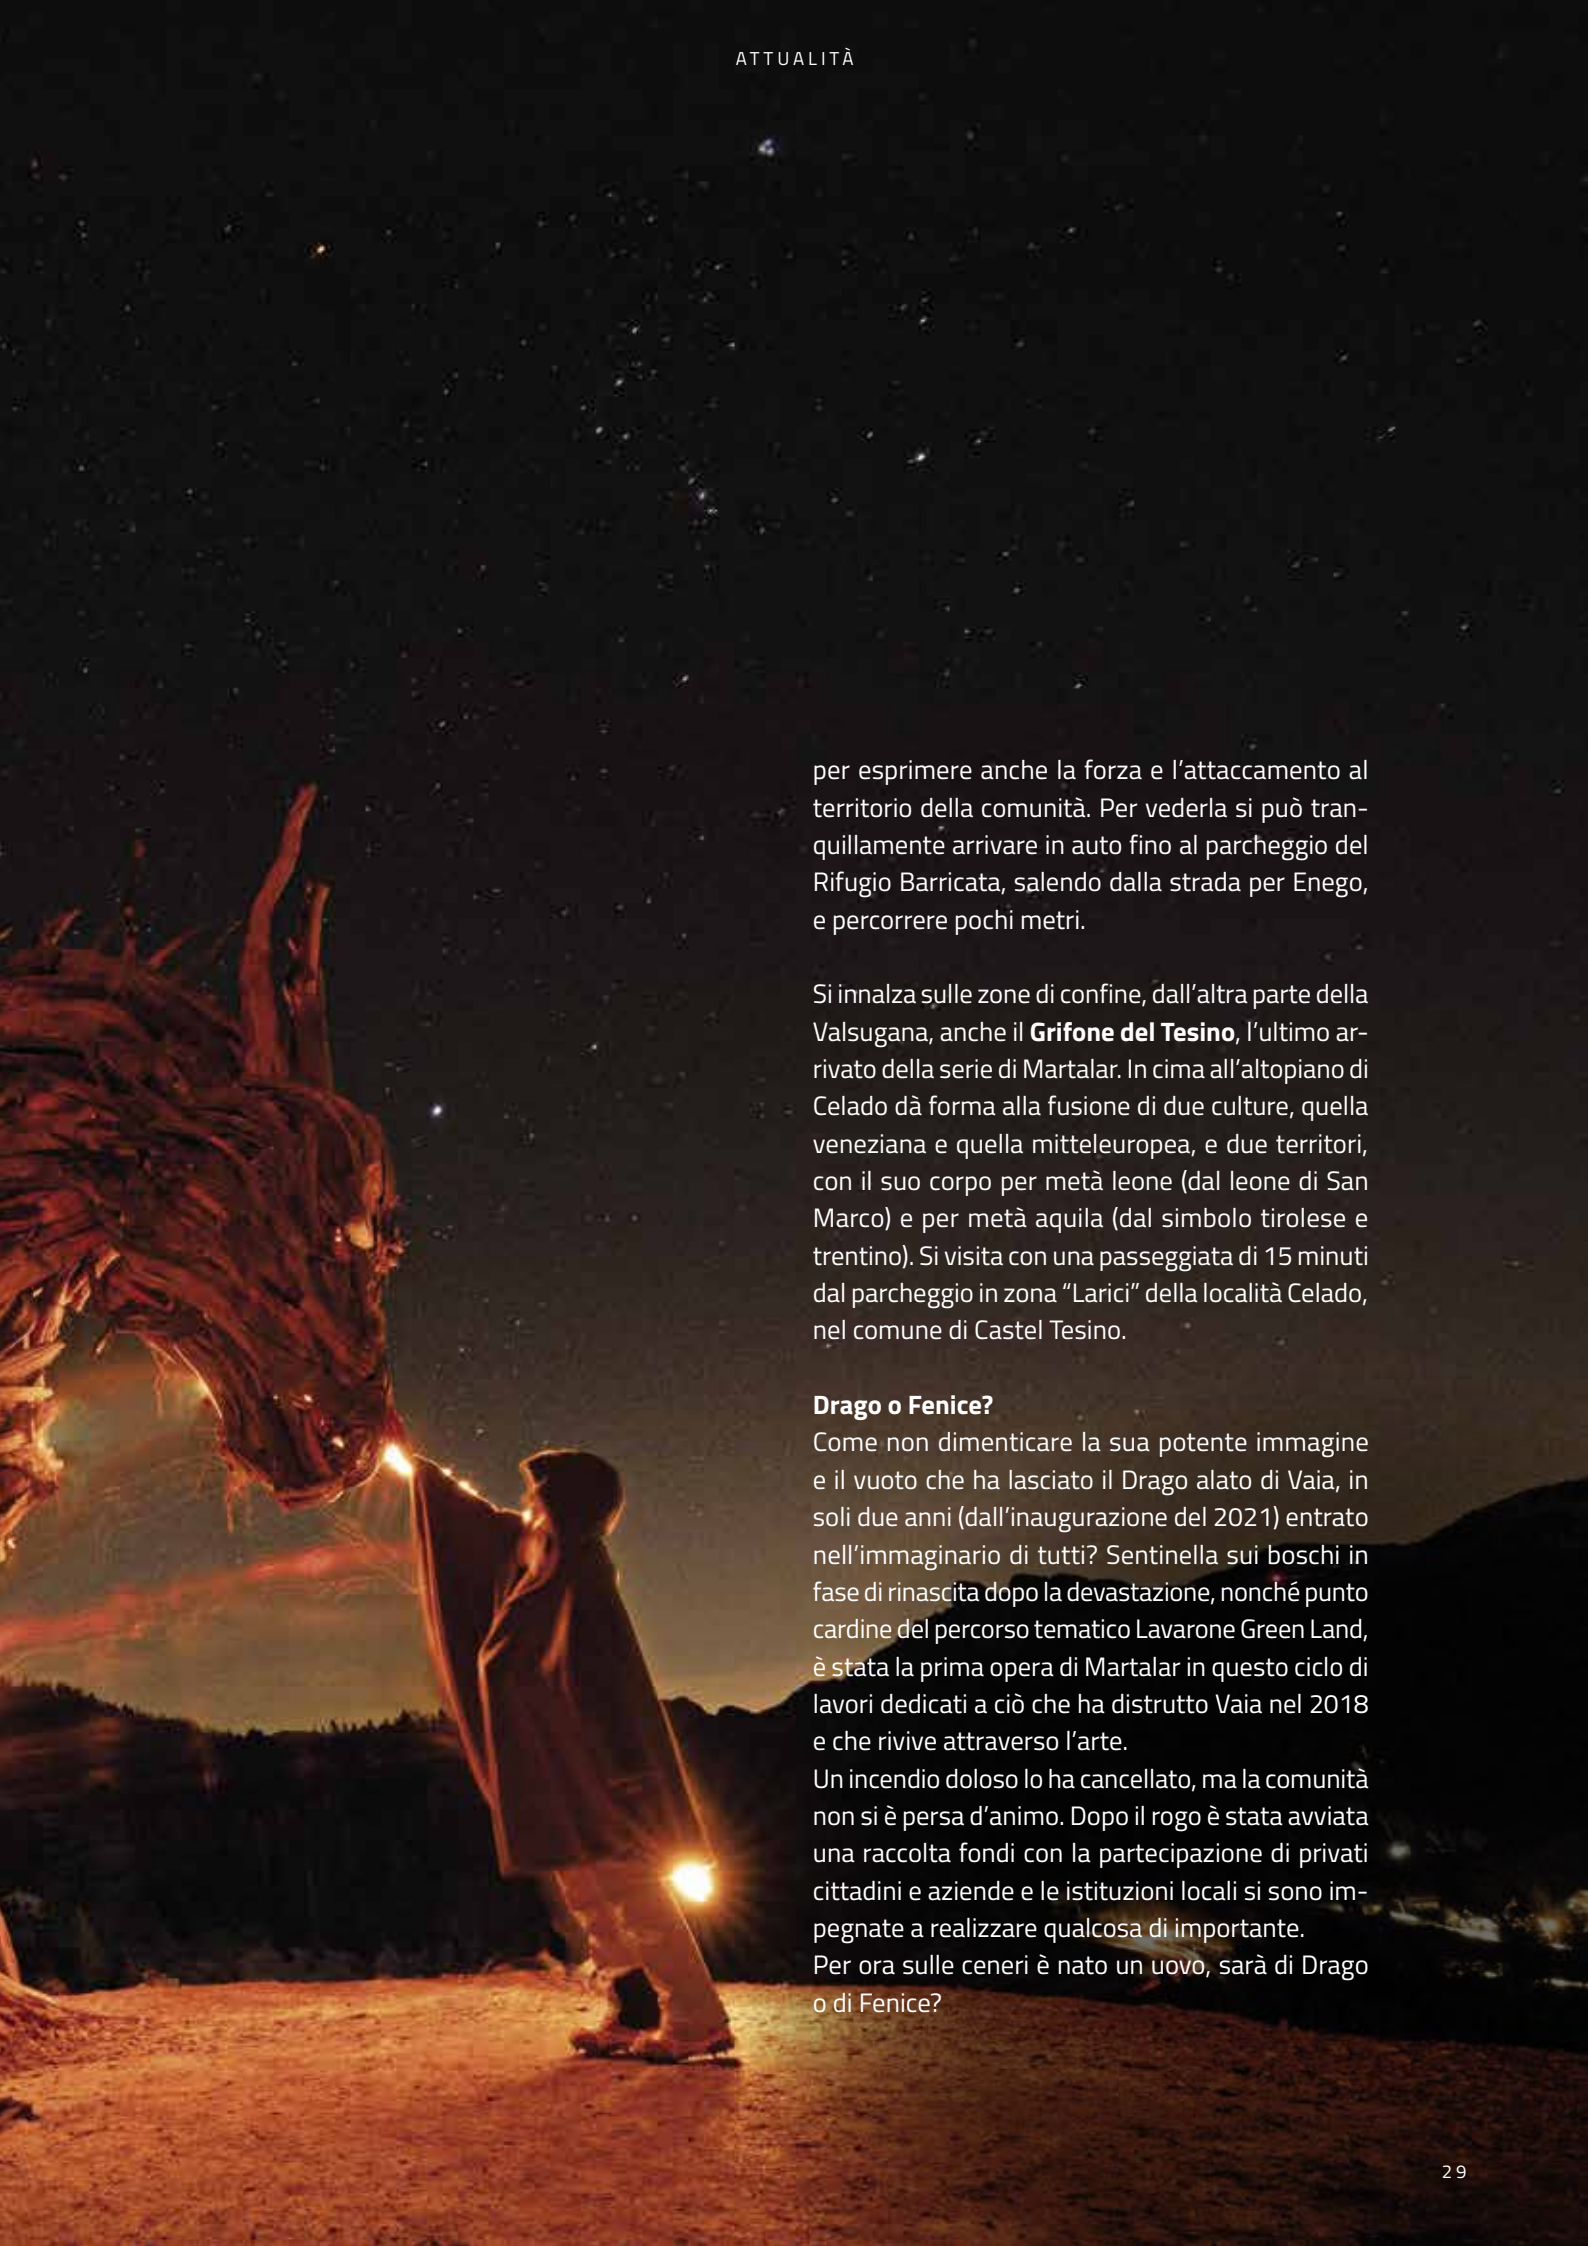 ATTUALITÀ
per esprimere anche la forza e l’attaccamento al
territorio della comunità. Per vederla si può tran-
quillamente arrivare in auto fino al parcheggio del
Rifugio Barricata, salendo dalla strada per Enego,
e percorrere pochi metri.
Si innalza sulle zone di confine, dall’altra parte della
Valsugana, anche il Grifone del Tesino, l’ultimo ar-
rivato della serie di Martalar. In cima all’altopiano di
Celado dà forma alla fusione di due culture, quella
veneziana e quella mitteleuropea, e due territori,
con il suo corpo per metà leone (dal leone di San
Marco) e per metà aquila (dal simbolo tirolese e
trentino). Si visita con una passeggiata di 15 minuti
dal parcheggio in zona “Larici” della località Celado,
nel comune di Castel Tesino.
Drago o Fenice?
Come non dimenticare la sua potente immagine
e il vuoto che ha lasciato il Drago alato di Vaia, in
soli due anni (dall’inaugurazione del 2021) entrato
nell’immaginario di tutti? Sentinella sui boschi in
fase di rinascita dopo la devastazione, nonché punto
cardine del percorso tematico Lavarone Green Land,
è stata la prima opera di Martalar in questo ciclo di
lavori dedicati a ciò che ha distrutto Vaia nel 2018
e che rivive attraverso l’arte.
Un incendio doloso lo ha cancellato, ma la comunità
non si è persa d’animo. Dopo il rogo è stata avviata
una raccolta fondi con la partecipazione di privati
cittadini e aziende e le istituzioni locali si sono im-
pegnate a realizzare qualcosa di importante.
Per ora sulle ceneri è nato un uovo, sarà di Drago
o di Fenice?
29